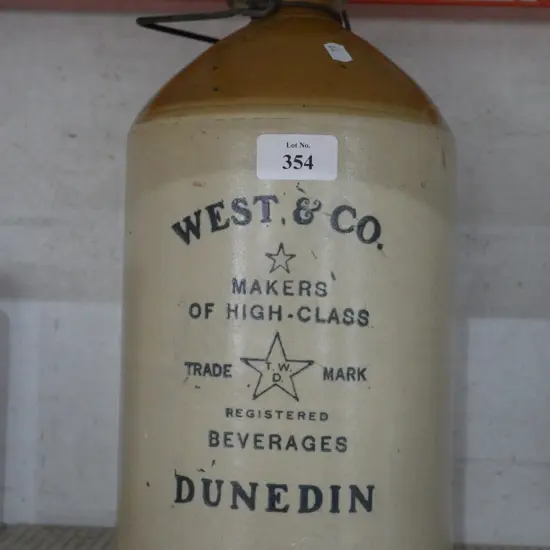 Lot No.
354
WEST & CO.
MAKERS
OF HIGH-CLASS
TRADE T.W. D. MARK
REGISTERED
BEVERAGES
DUNEDIN